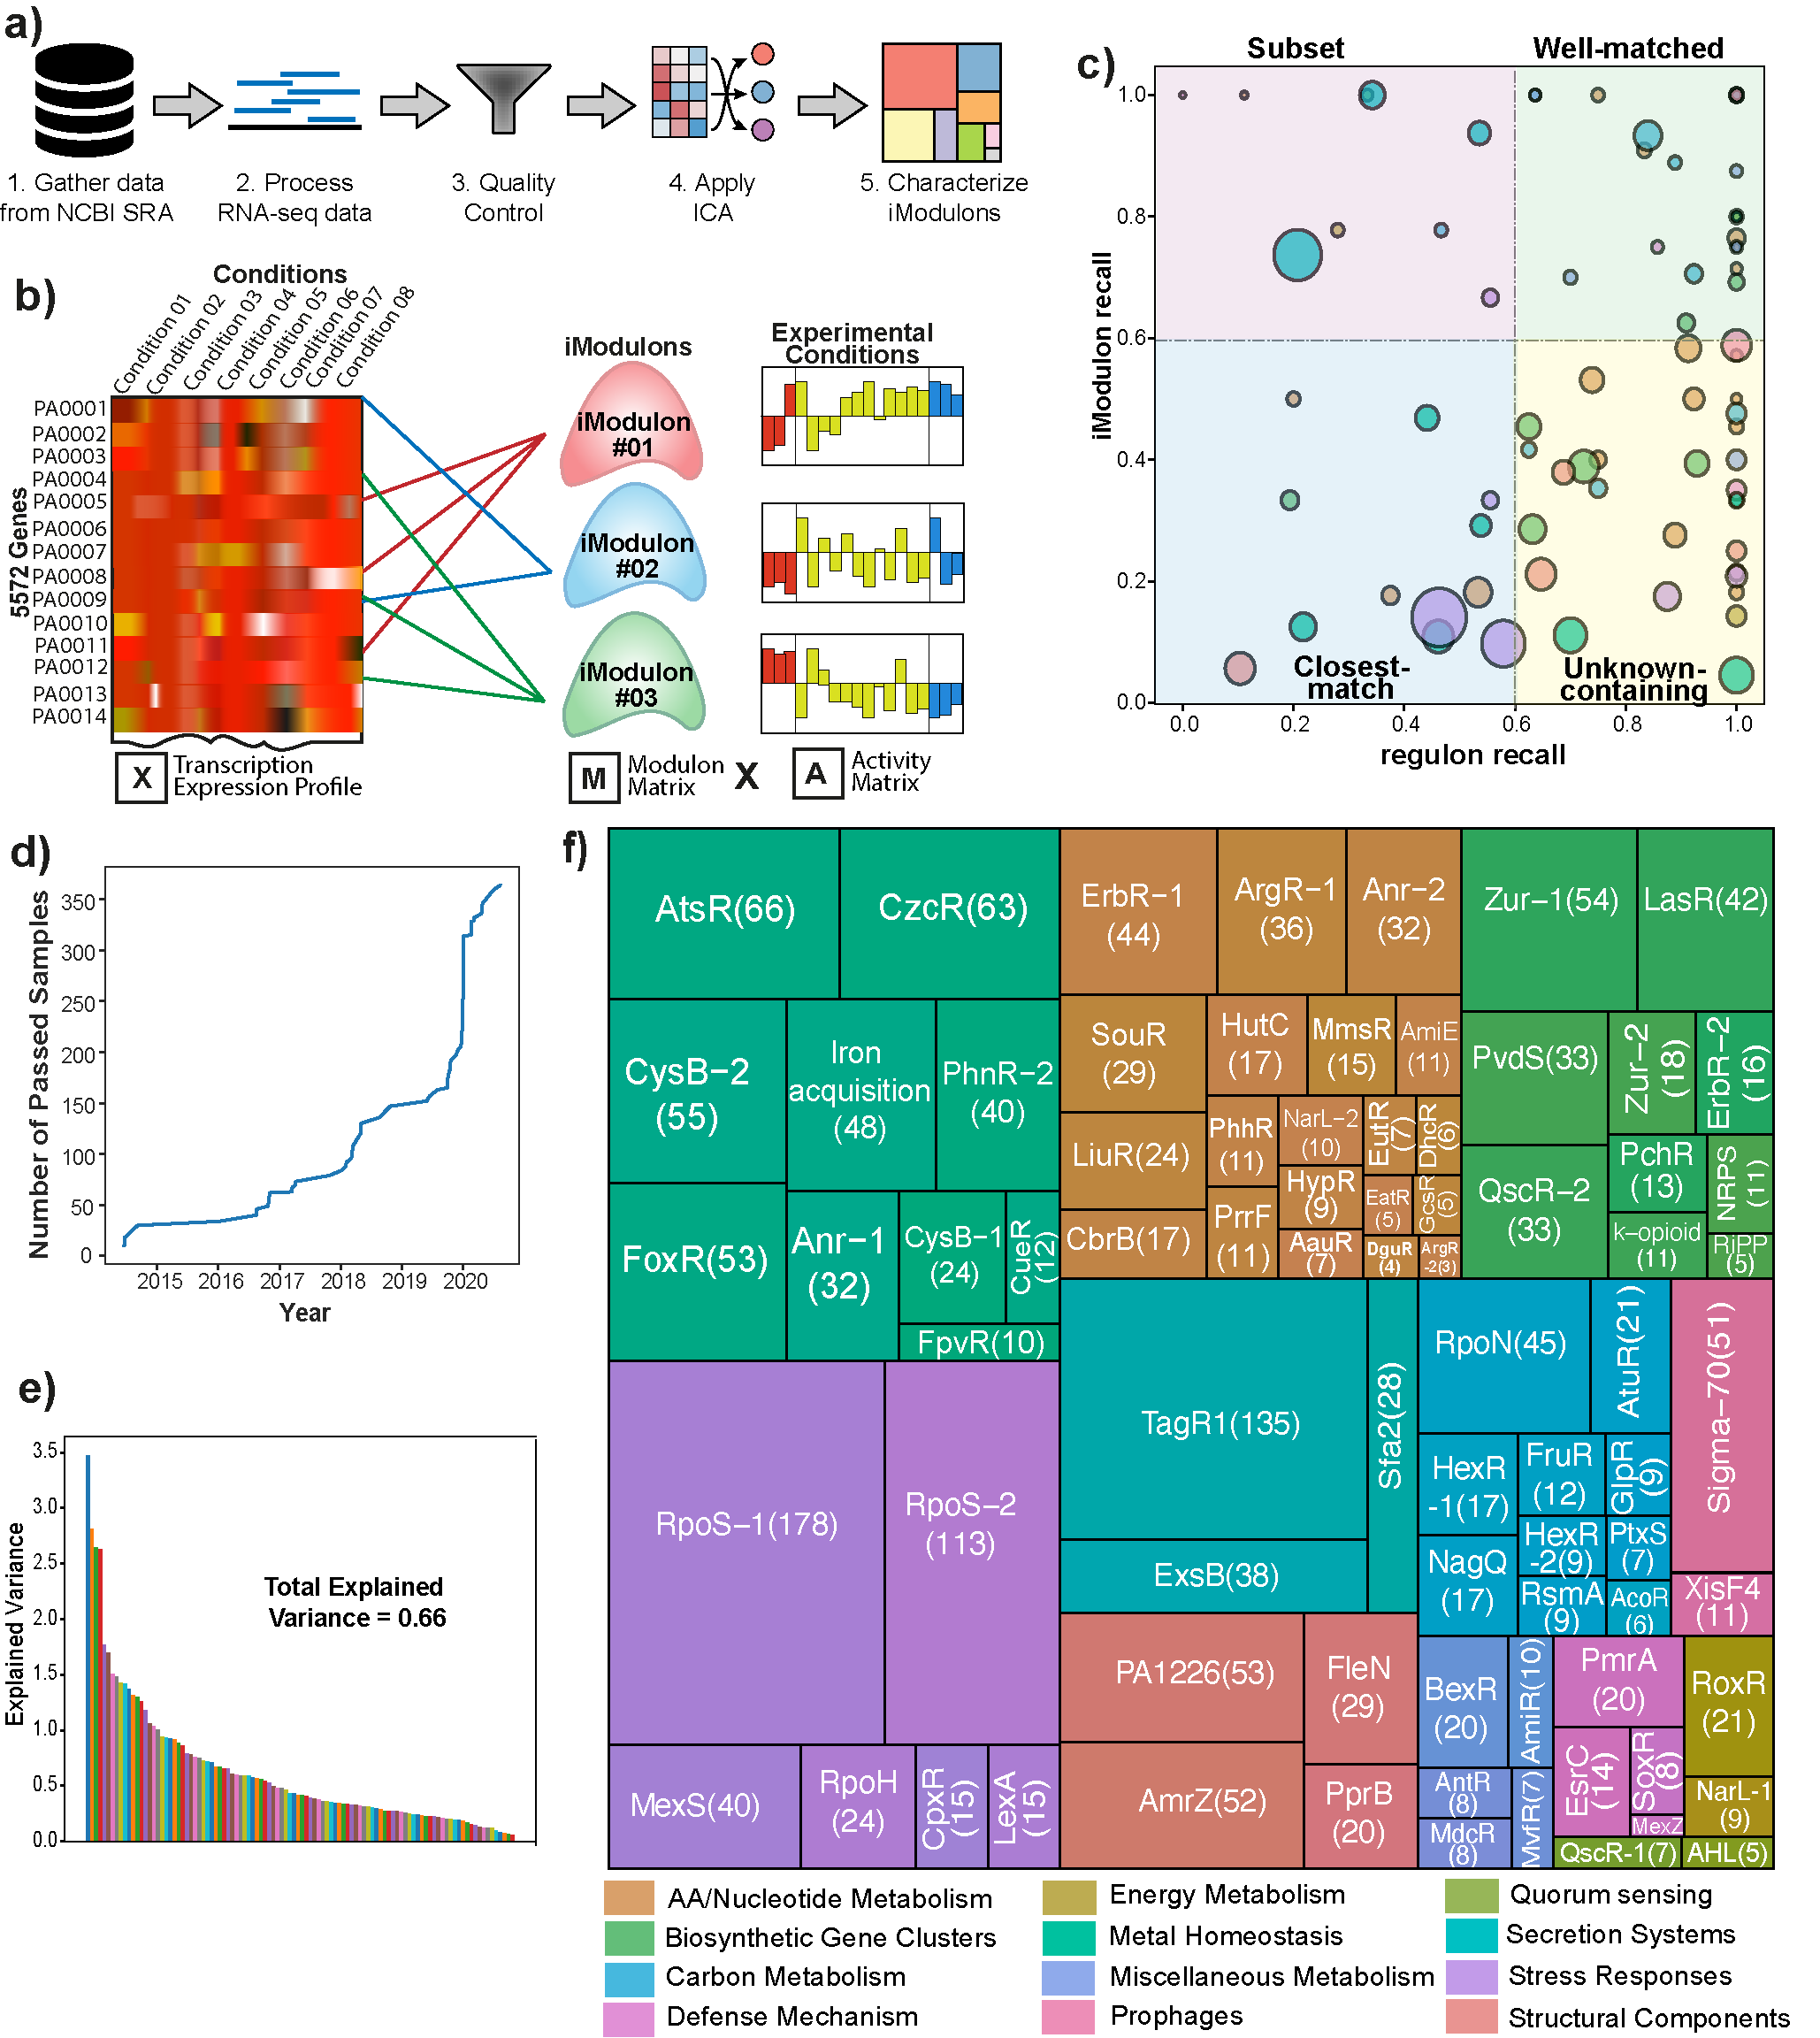 a)
1. Gather data
from NCBI SRA
2. Process
RNA-seq data
3. Quality
Control
4. Apply
ICA
5. Characterize
iModulons
b)
Conditions
Condition 01
Condition 02
Condition 03
Condition 04
Condition 05
Condition 06
Condition 07
Condition 08
5572 Genes
PA0001
PA0002
PA0003
PA0004
PA0005
PA0006
PA0007
PA0008
PA0009
PA0010
PA0011
PA0012
PA0013
PA0014
X
Transcription
Expression Profile
iModulons
iModulon
#01
iModulon
#02
iModulon
#03
M
Modulon
Matrix
X
A
Activity
Matrix
Experimental
Conditions
c)
Subset
Well-matched
Closest-
match
Unknown-
containing
iModulon recall
1.0
0.8
0.6
0.4
0.2
0.0
0.0
0.2
0.4
0.6
0.8
1.0
regulon recall
d)
Number of Passed Samples
350
300
250
200
150
100
50
0
2015
2016
2017
2018
2019
2020
Year
e)
Explained Variance
3.5
3.0
2.5
2.0
1.5
1.0
0.5
0.0
Total Explained
Variance = 0.66
f)
AtsR(66)
CzcR(63)
CysB−2
(55)
Iron
acquisition
(48)
PhnR−2
(40)
FoxR(53)
Anr−1
(32)
CysB−1
(24)
CueR
(12)
FpvR(10)
ErbR−1
(44)
ArgR−1
(36)
Anr−2
(32)
SouR
(29)
HutC
(17)
MmsR
(15)
AmiE
(11)
LiuR(24)
PhhR
(11)
NarL−2
(10)
EutR
(7)
DhcR
(6)
HypR
(9)
EatR
(5)
GcsR
(5)
CbrB(17)
PrrF
(11)
AauR
(7)
DguR
(4)
ArgR
-2(3)
Zur−1(54)
LasR(42)
PvdS(33)
Zur−2
(18)
ErbR−2
(16)
QscR−2
(33)
PchR
(13)
NRPS
(11)
k−opioid
(11)
RiPP
(5)
RpoS−1(178)
RpoS−2
(113)
MexS(40)
RpoH
(24)
CpxR
(15)
LexA
(15)
TagR1(135)
Sfa2(28)
ExsB(38)
PA1226(53)
FleN
(29)
AmrZ(52)
PprB
(20)
RpoN(45)
AtuR(21)
HexR
-1(17)
FruR
(12)
GlpR
(9)
HexR
-2(9)
PtxS
(7)
NagQ
(17)
RsmA
(9)
AcoR
(6)
Sigma−70(51)
XisF4
(11)
BexR
(20)
AmiR(10)
AntR
(8)
MdcR
(8)
MvfR(7)
PmrA
(20)
EsrC
(14)
SoxR
(8)
MexZ
RoxR
(21)
NarL-1
(9)
QscR-1(7)
AHL(5)
AA/Nucleotide Metabolism
Biosynthetic Gene Clusters
Carbon Metabolism
Defense Mechanism
Energy Metabolism
Metal Homeostasis
Miscellaneous Metabolism
Prophages
Quorum sensing
Secretion Systems
Stress Responses
Structural Components